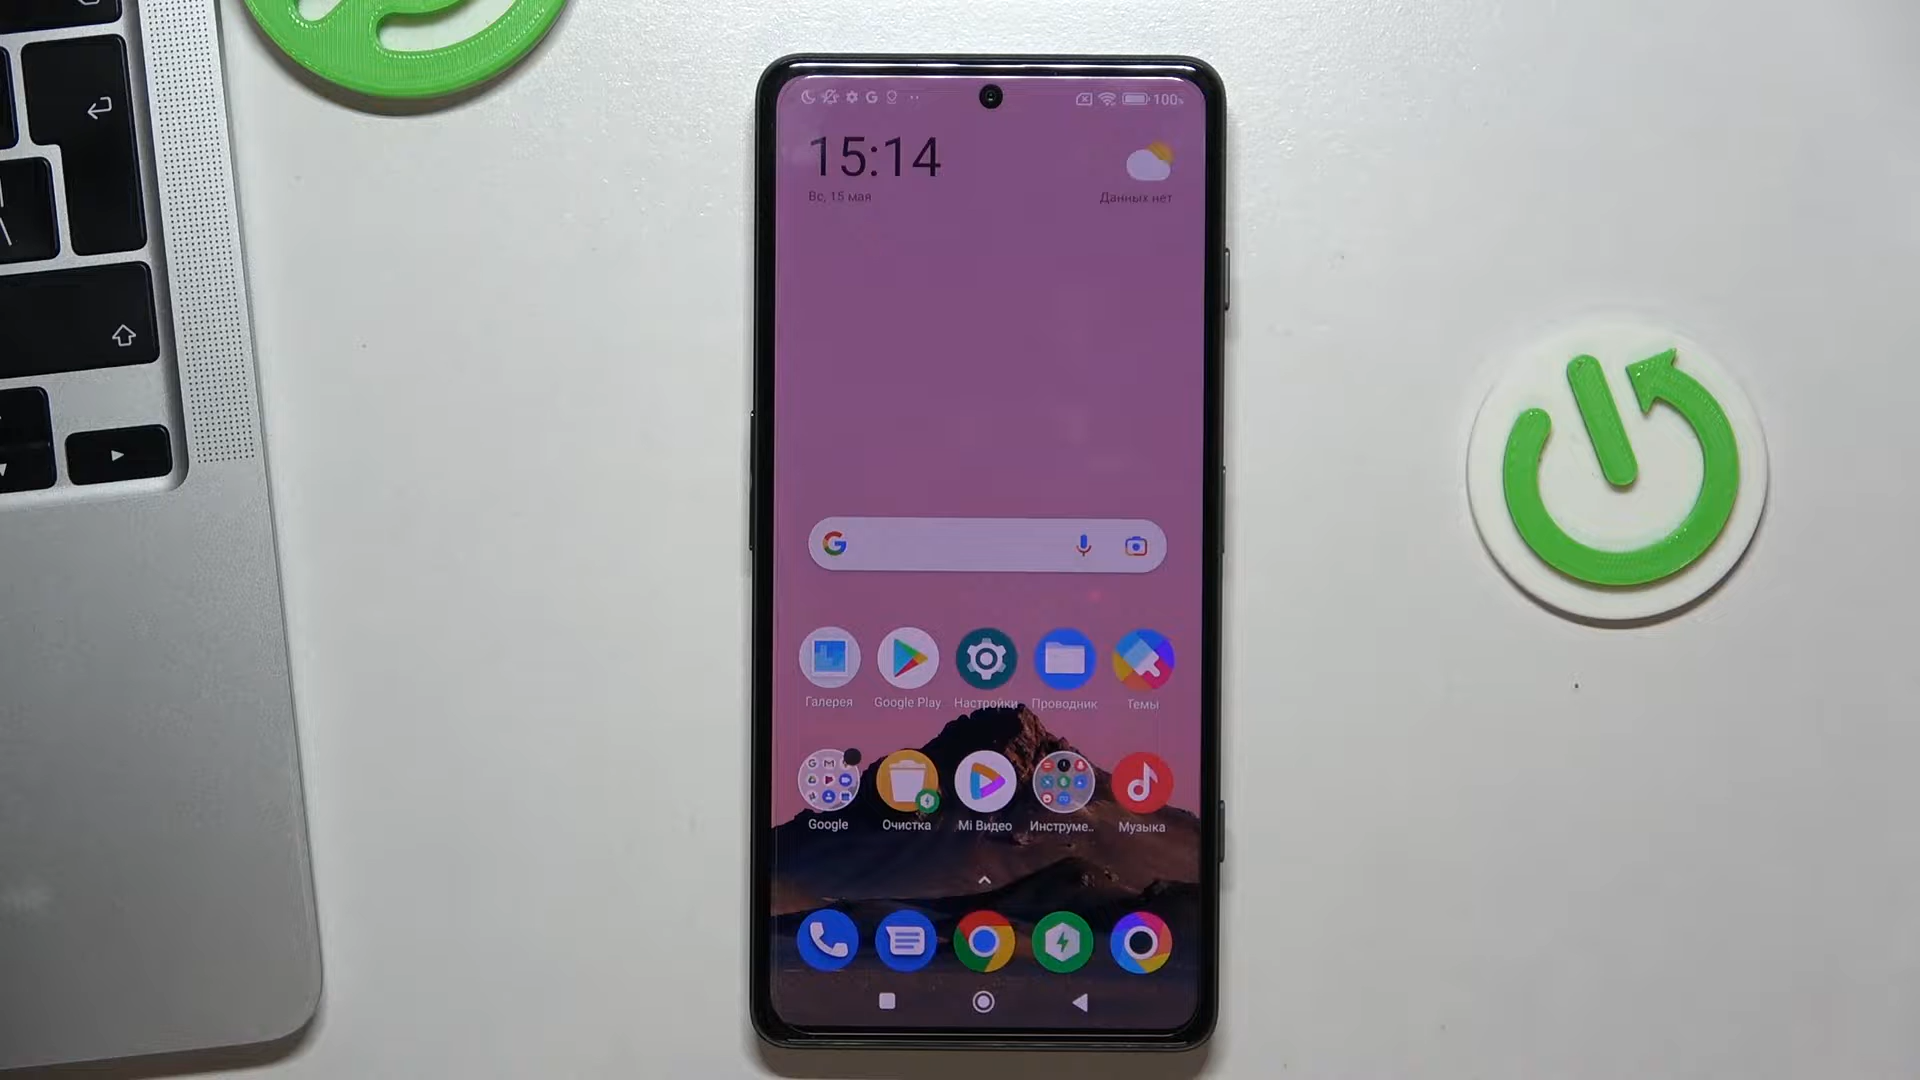 100%
15:14
Вс, 15 мая
Данных нет
Галерея
Google Play
Настройки
Проводник
Темы
Google
Очистка
Mi Видео
Инструме..
Музыка